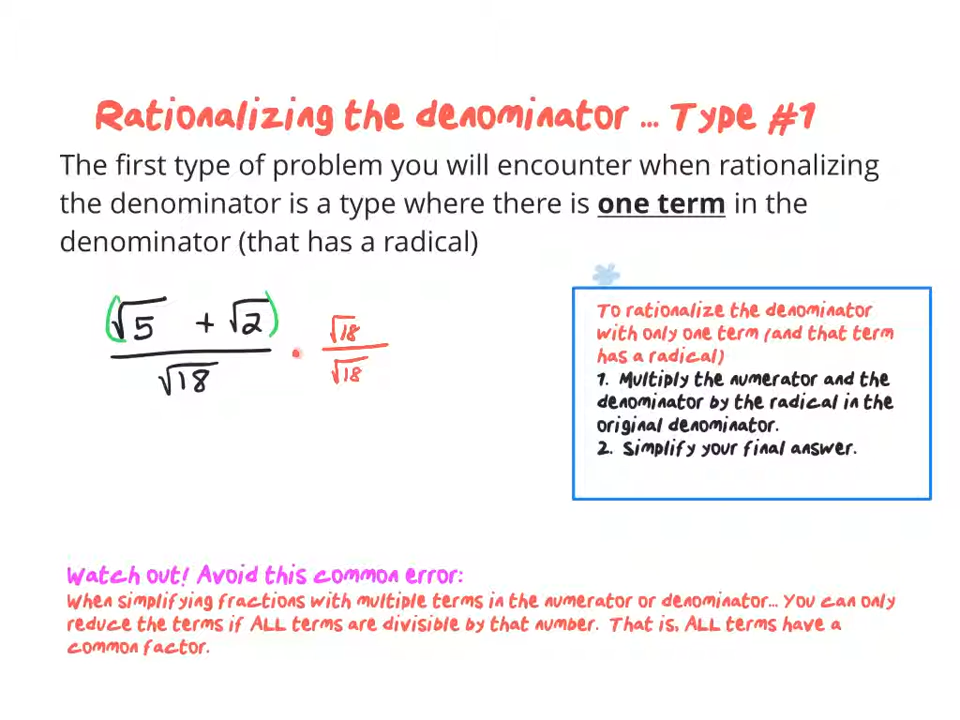 Rationalizing the denominator ... Type #1
The first type of problem you will encounter when rationalizing
the denominator is a type where there is one term in the
denominator (that has a radical)
(√5 + √2) / √18 · √18 / √18
*
To rationalize the denominator
with only one term (and that term
has a radical)
1. Multiply the numerator and the
denominator by the radical in the
original denominator.
2. Simplify your final answer.
Watch out! Avoid this common error:
When simplifying fractions with multiple terms in the numerator or denominator... You can only
reduce the terms if ALL terms are divisible by that number. That is, ALL terms have a
common factor.